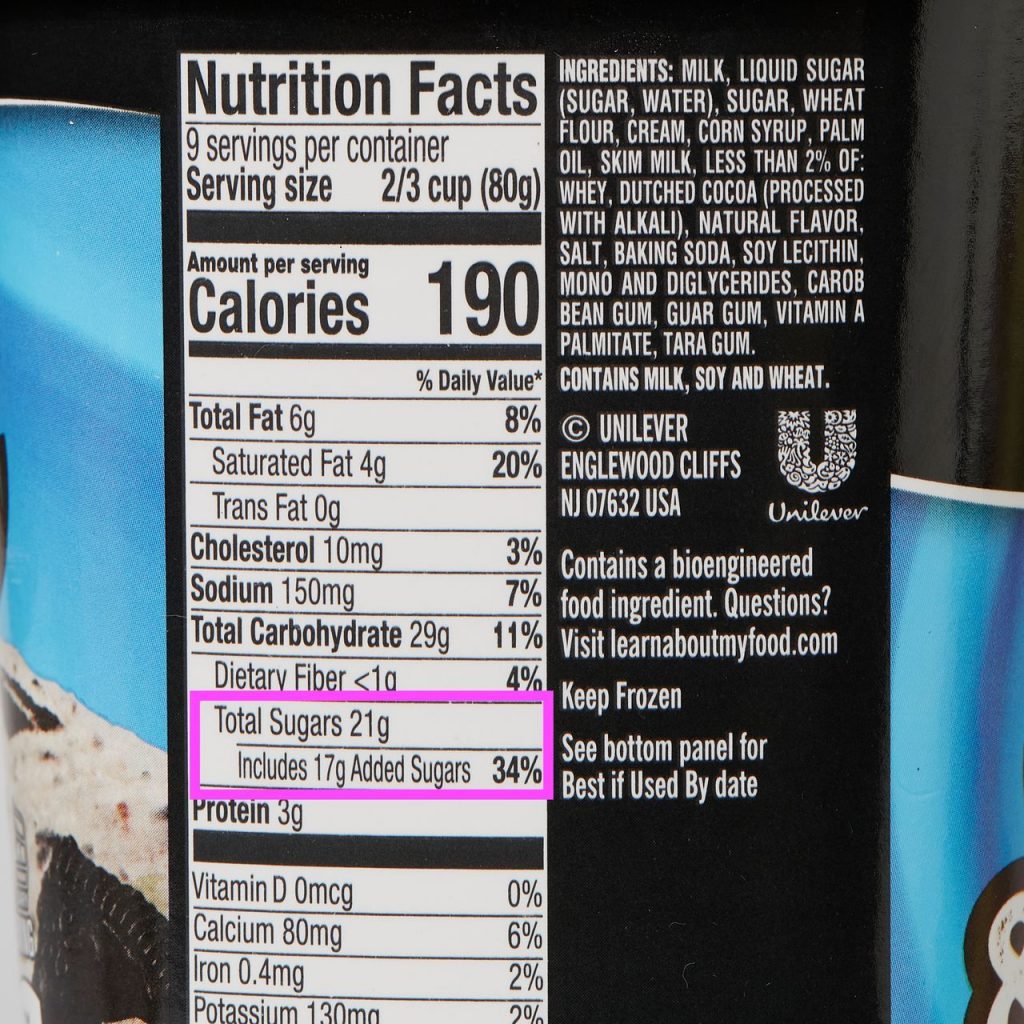 Nutrition Facts
9 servings per container
Serving size 2/3 cup (80g)
Amount per serving
Calories 190
% Daily Value*
Total Fat 6g 8%
Saturated Fat 4g 20%
Trans Fat 0g
Cholesterol 10mg 3%
Sodium 150mg 7%
Total Carbohydrate 29g 11%
Dietary Fiber <1g 4%
Total Sugars 21g
Includes 17g Added Sugars 34%
Protein 3g
Vitamin D 0mcg 0%
Calcium 80mg 6%
Iron 0.4mg 2%
Potassium 130mg 2%
INGREDIENTS: MILK, LIQUID SUGAR
(SUGAR, WATER), SUGAR, WHEAT
FLOUR, CREAM, CORN SYRUP, PALM
OIL, SKIM MILK, LESS THAN 2% OF:
WHEY, DUTCHED COCOA (PROCESSED
WITH ALKALI), NATURAL FLAVOR,
SALT, BAKING SODA, SOY LECITHIN,
MONO AND DIGLYCERIDES, CAROB
BEAN GUM, GUAR GUM, VITAMIN A
PALMITATE, TARA GUM.
CONTAINS MILK, SOY AND WHEAT.
© UNILEVER
ENGLEWOOD CLIFFS
NJ 07632 USA
Unilever
Contains a bioengineered
food ingredient. Questions?
Visit learnaboutmyfood.com
Keep Frozen
See bottom panel for
Best if Used By date